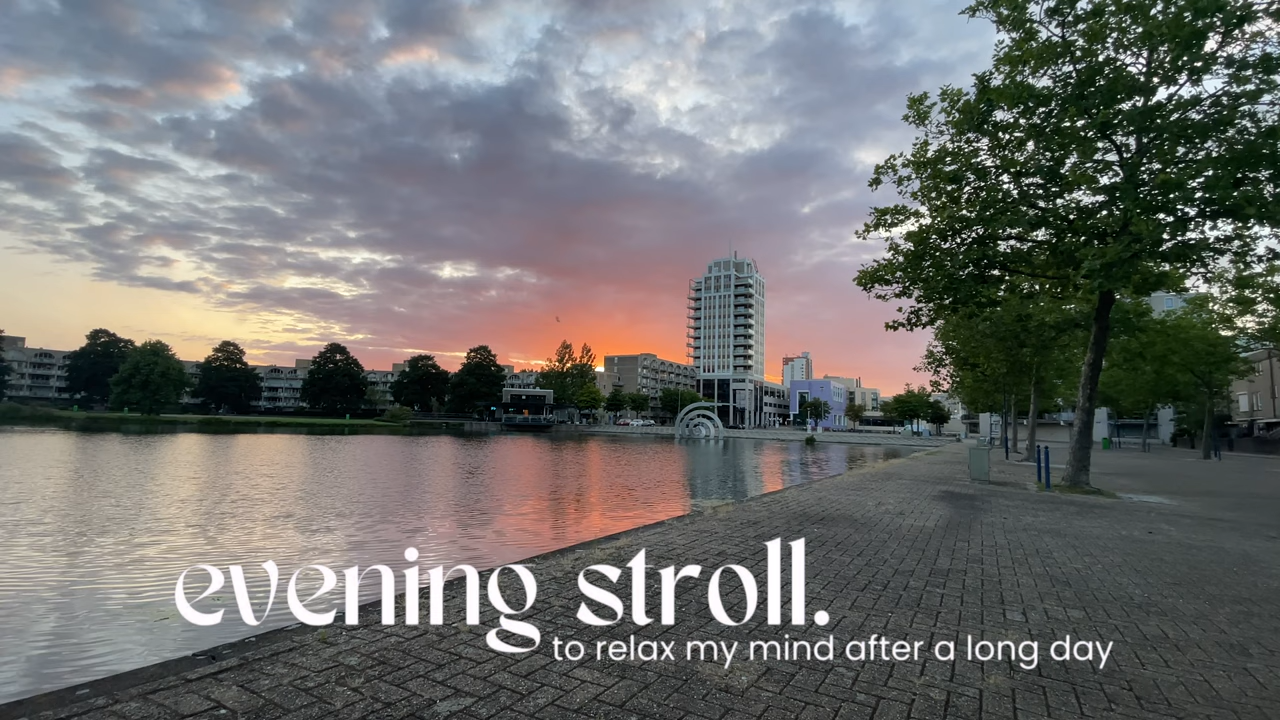 evening stroll.
to relax my mind after a long day